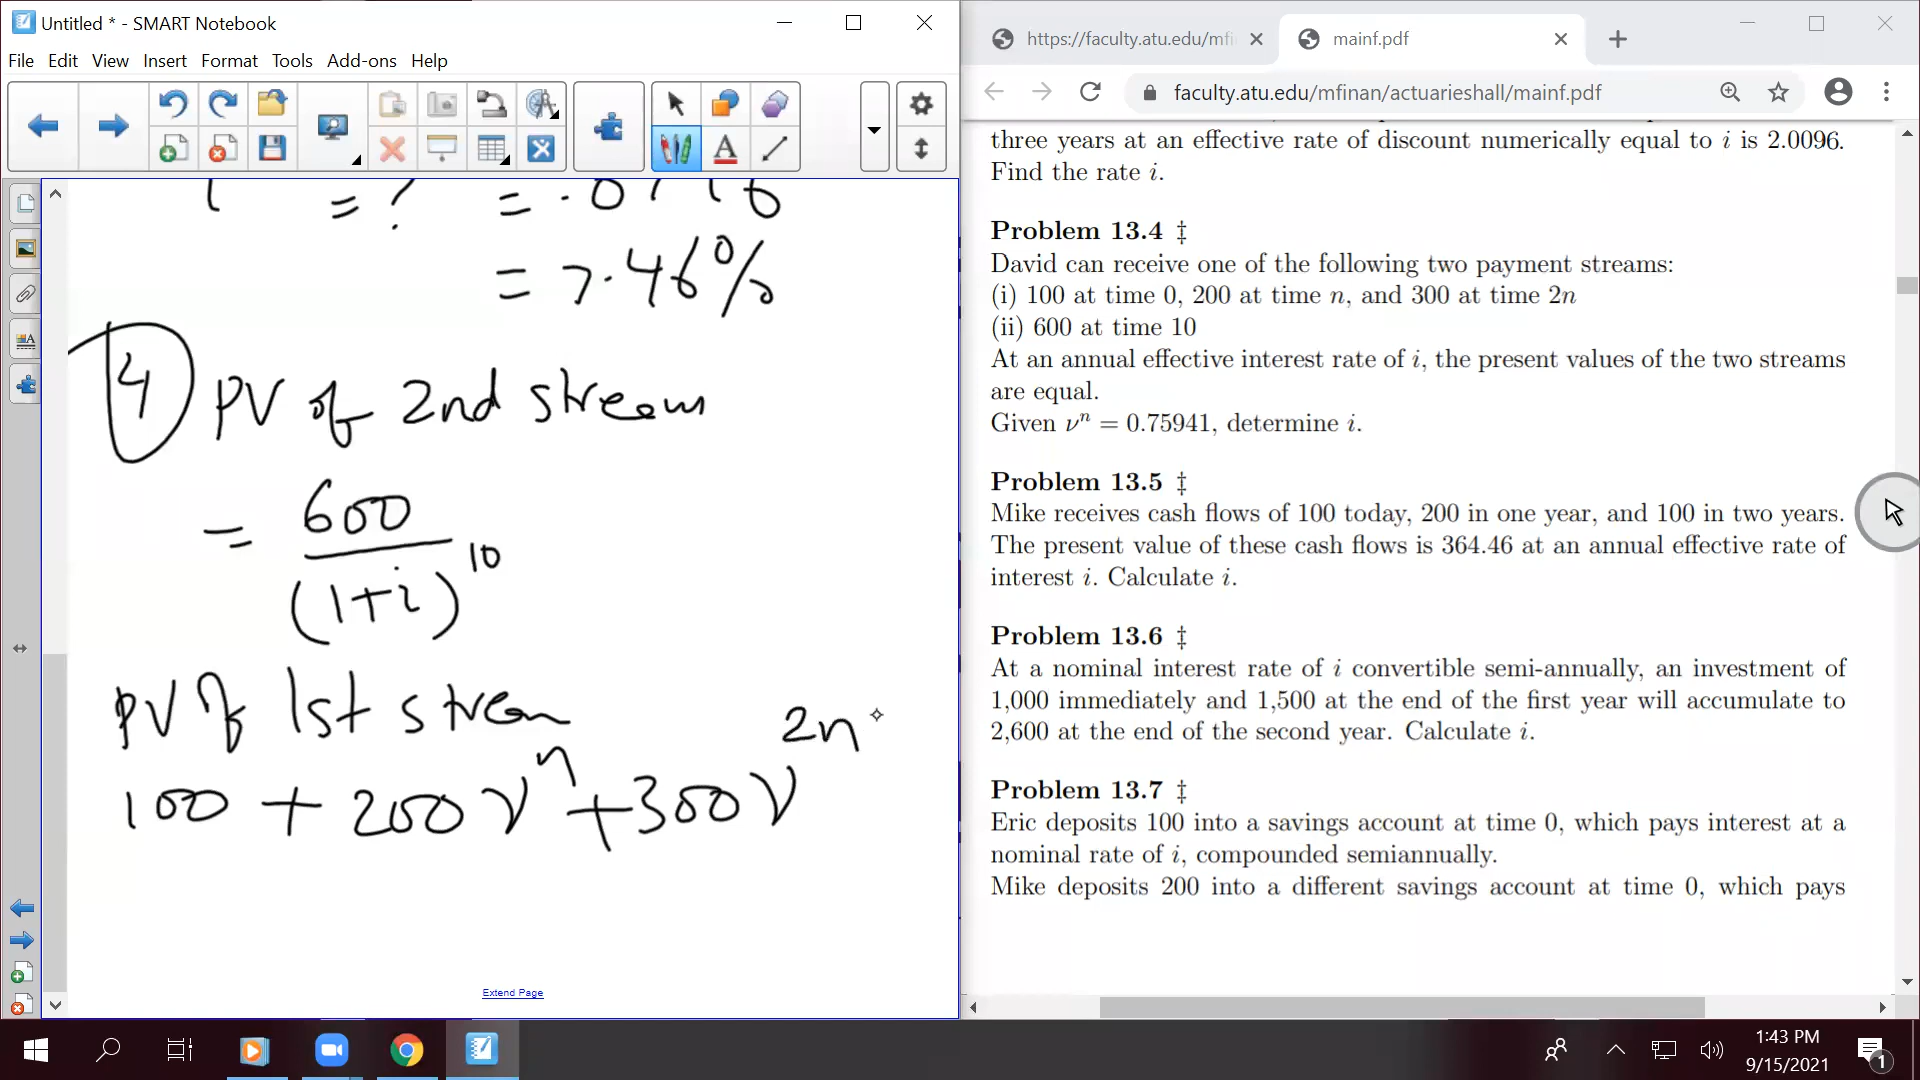 Untitled * - SMART Notebook
File Edit View Insert Format Tools Add-ons Help
= ?
= 7.46%
4 PV of 2nd stream
= 600
(1+i)^10
PV of 1st stream
100 + 200 V^n + 300 V^2n
Extend Page
https://faculty.atu.edu/mfi
mainf.pdf
faculty.atu.edu/mfinan/actuarieshall/mainf.pdf
three years at an effective rate of discount numerically equal to i is 2.0096.
Find the rate i.
Problem 13.4 ‡
David can receive one of the following two payment streams:
(i) 100 at time 0, 200 at time n, and 300 at time 2n
(ii) 600 at time 10
At an annual effective interest rate of i, the present values of the two streams
are equal.
Given ν^n = 0.75941, determine i.
Problem 13.5 ‡
Mike receives cash flows of 100 today, 200 in one year, and 100 in two years.
The present value of these cash flows is 364.46 at an annual effective rate of
interest i. Calculate i.
Problem 13.6 ‡
At a nominal interest rate of i convertible semi-annually, an investment of
1,000 immediately and 1,500 at the end of the first year will accumulate to
2,600 at the end of the second year. Calculate i.
Problem 13.7 ‡
Eric deposits 100 into a savings account at time 0, which pays interest at a
nominal rate of i, compounded semiannually.
Mike deposits 200 into a different savings account at time 0, which pays
1:43 PM
9/15/2021
1